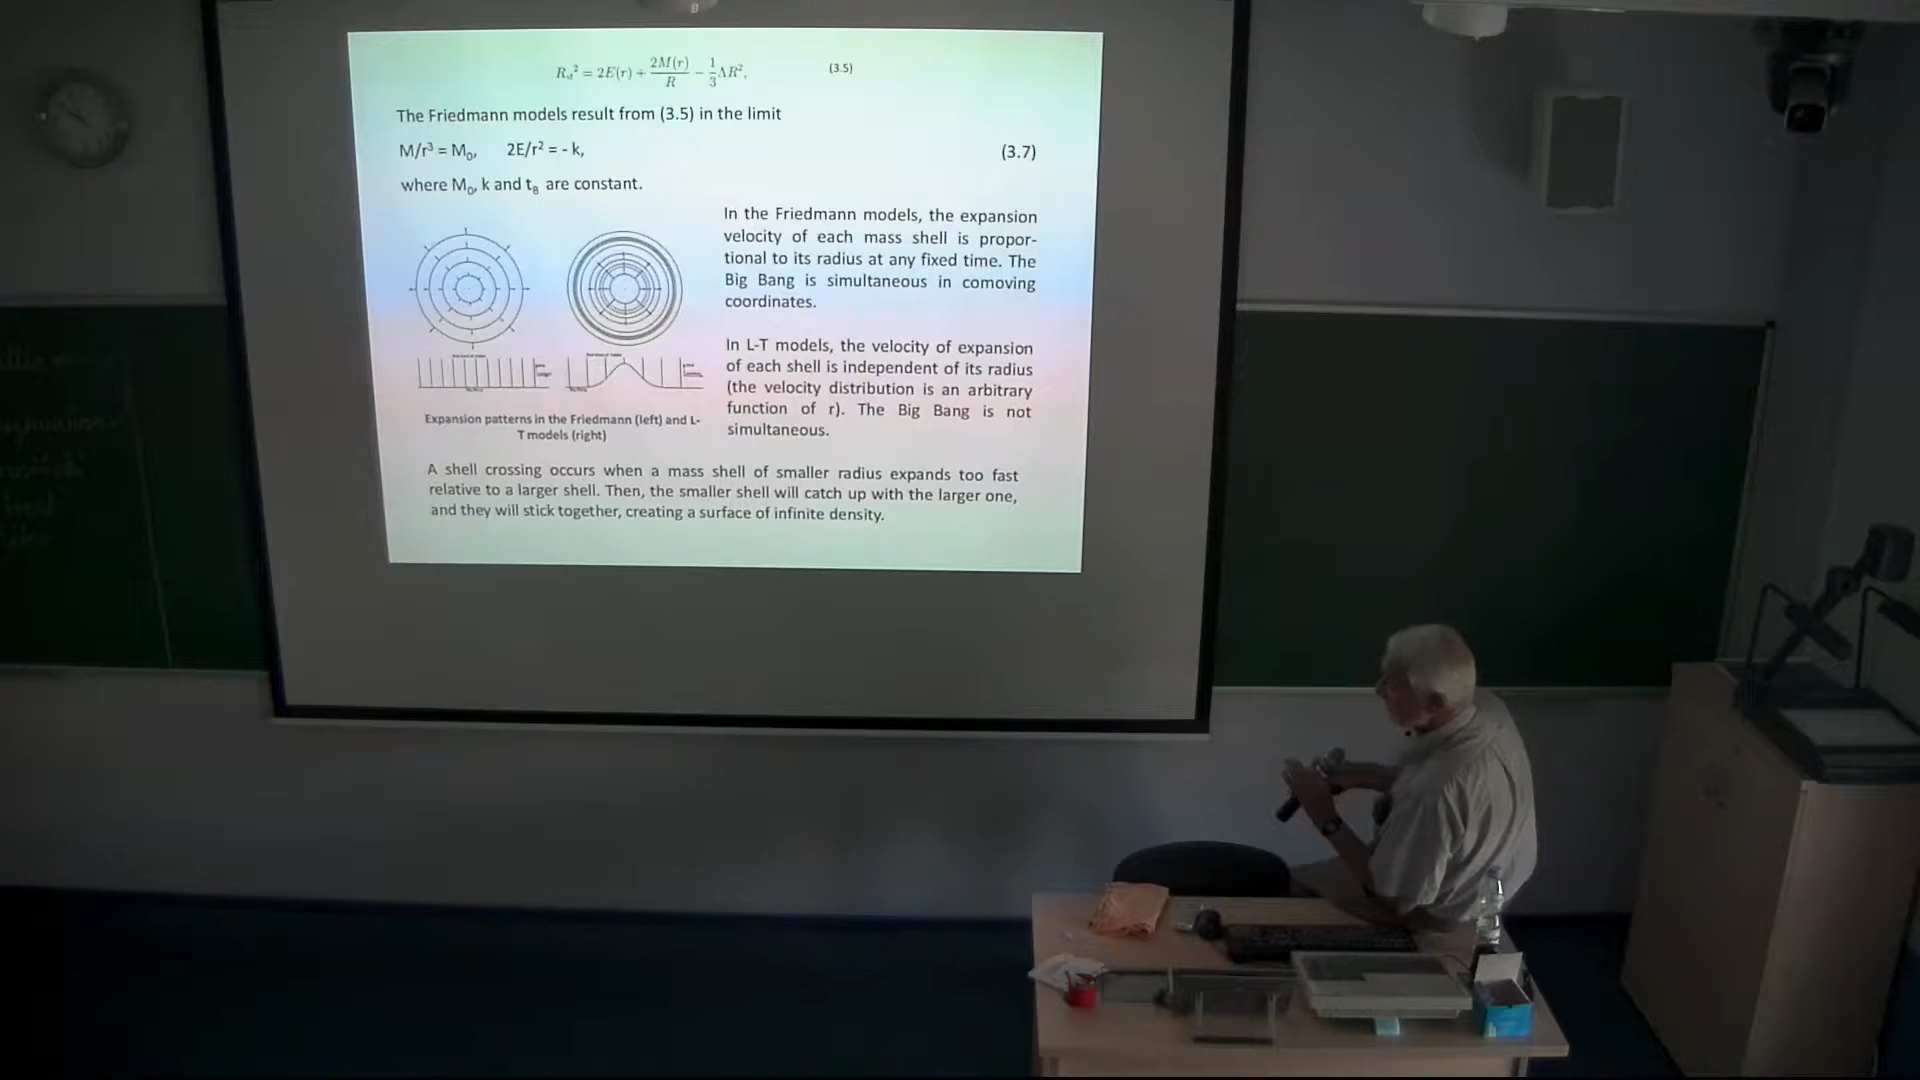 R,ₜ² = 2E(r) + 2M(r)/R − 1/3 ΛR², (3.5)
The Friedmann models result from (3.5) in the limit
M/r³ = M₀, 2E/r² = - k, (3.7)
where M₀, k and t_B are constant.
In the Friedmann models, the expansion
velocity of each mass shell is propor-
tional to its radius at any fixed time. The
Big Bang is simultaneous in comoving
coordinates.
In L-T models, the velocity of expansion
of each shell is independent of its radius
(the velocity distribution is an arbitrary
function of r). The Big Bang is not
simultaneous.
Expansion patterns in the Friedmann (left) and L-
T models (right)
A shell crossing occurs when a mass shell of smaller radius expands too fast
relative to a larger shell. Then, the smaller shell will catch up with the larger one,
and they will stick together, creating a surface of infinite density.